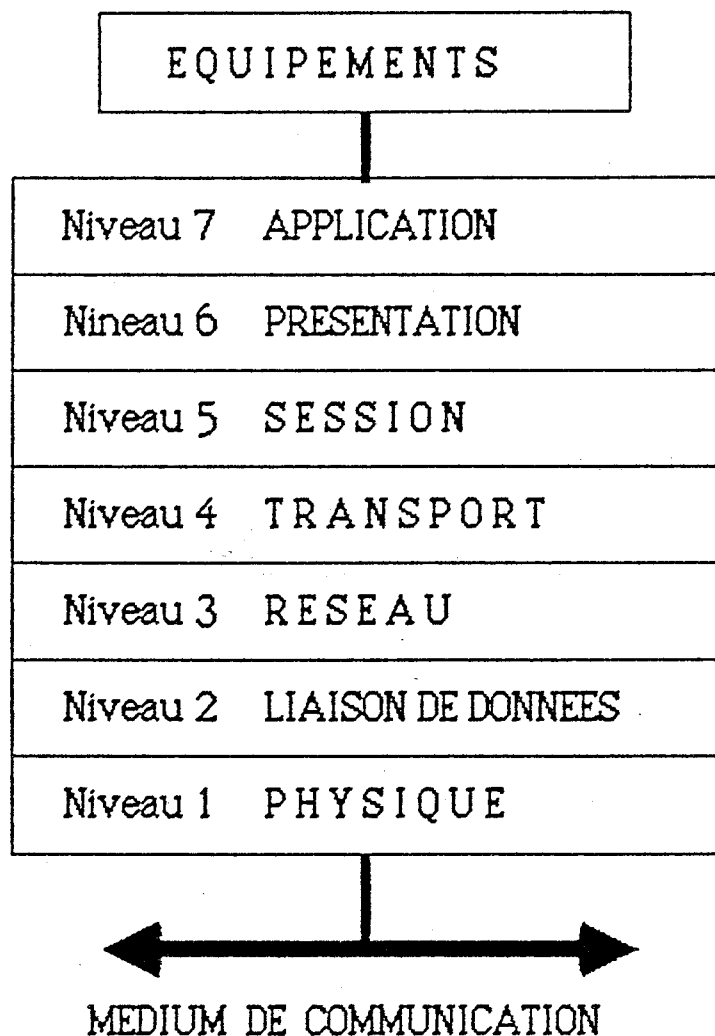 EQUIPEMENTS
Niveau 7 APPLICATION
Nineau 6 PRESENTATION
Niveau 5 SESSION
Niveau 4 TRANSPORT
Niveau 3 RESEAU
Niveau 2 LIAISON DE DONNEES
Niveau 1 PHYSIQUE
MEDIUM DE COMMUNICATION